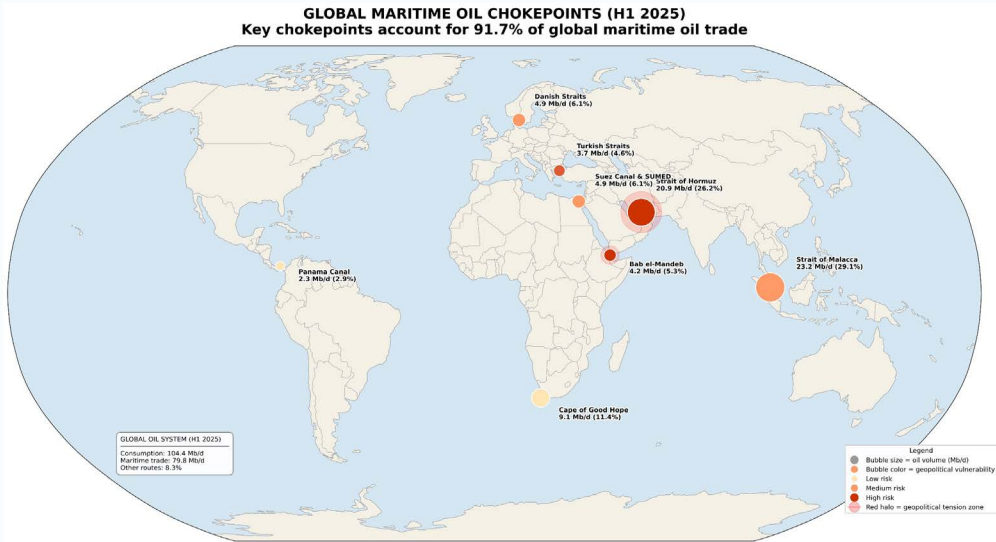 GLOBAL MARITIME OIL CHOKEPOINTS (H1 2025)
Key chokepoints account for 91.7% of global maritime oil trade
Danish Straits
4.9 Mb/d (6.1%)
Turkish Straits
3.7 Mb/d (4.6%)
Suez Canal & SUMED
4.9 Mb/d (6.1%)
Strait of Hormuz
20.9 Mb/d (26.2%)
Bab el-Mandeb
4.2 Mb/d (5.3%)
Strait of Malacca
23.2 Mb/d (29.1%)
Panama Canal
2.3 Mb/d (2.9%)
Cape of Good Hope
9.1 Mb/d (11.4%)
GLOBAL OIL SYSTEM (H1 2025)
Consumption: 104.4 Mb/d
Maritime trade: 79.8 Mb/d
Other routes: 8.3%
Legend
Bubble size = oil volume (Mb/d)
Bubble color = geopolitical vulnerability
Low risk
Medium risk
High risk
Red halo = geopolitical tension zone